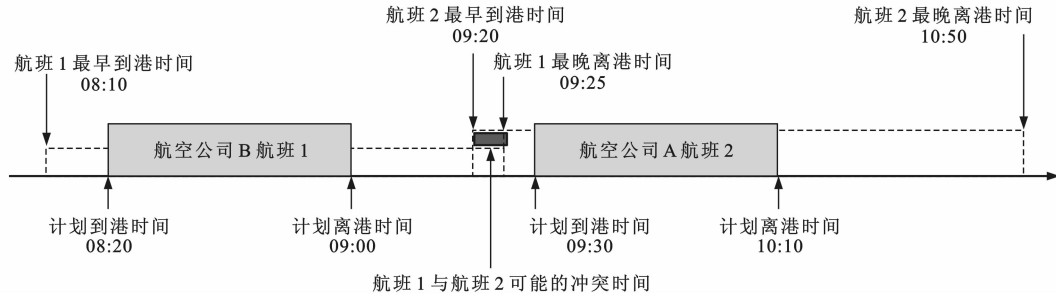 航班2最早到港时间
09:20
航班2最晚离港时间
10:50
航班1最早到港时间
08:10
航班1最晚离港时间
09:25
航空公司B航班1
航空公司A航班2
计划到港时间
08:20
计划离港时间
09:00
计划到港时间
09:30
计划离港时间
10:10
航班1与航班2可能的冲突时间